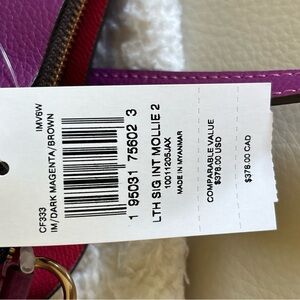 CF333
IMV6W
IM/DARK MAGENTA/BROWN
1 95031 75602 3
LTH SIG INT MOLLIE 2
10011205JAX
MADE IN MYANMAR
COMPARABLE VALUE
$378.00 USD
$378.00 CAD